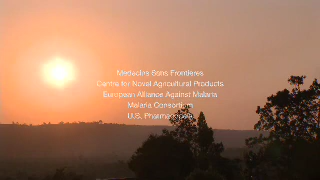 Médecins Sans Frontières
Centre for Novel Agricultural Products
European Alliance Against Malaria
Malaria Consortium
U.S. Pharmacopeia